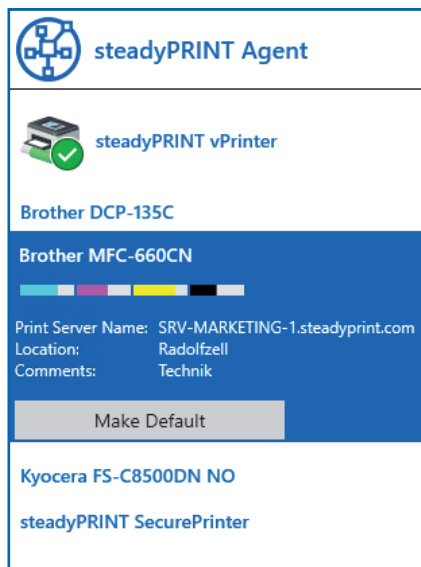 steadyPRINT Agent
steadyPRINT vPrinter
Brother DCP-135C
Brother MFC-660CN
Print Server Name: SRV-MARKETING-1.steadyprint.com
Location: Radolfzell
Comments: Technik
Make Default
Kyocera FS-C8500DN NO
steadyPRINT SecurePrinter